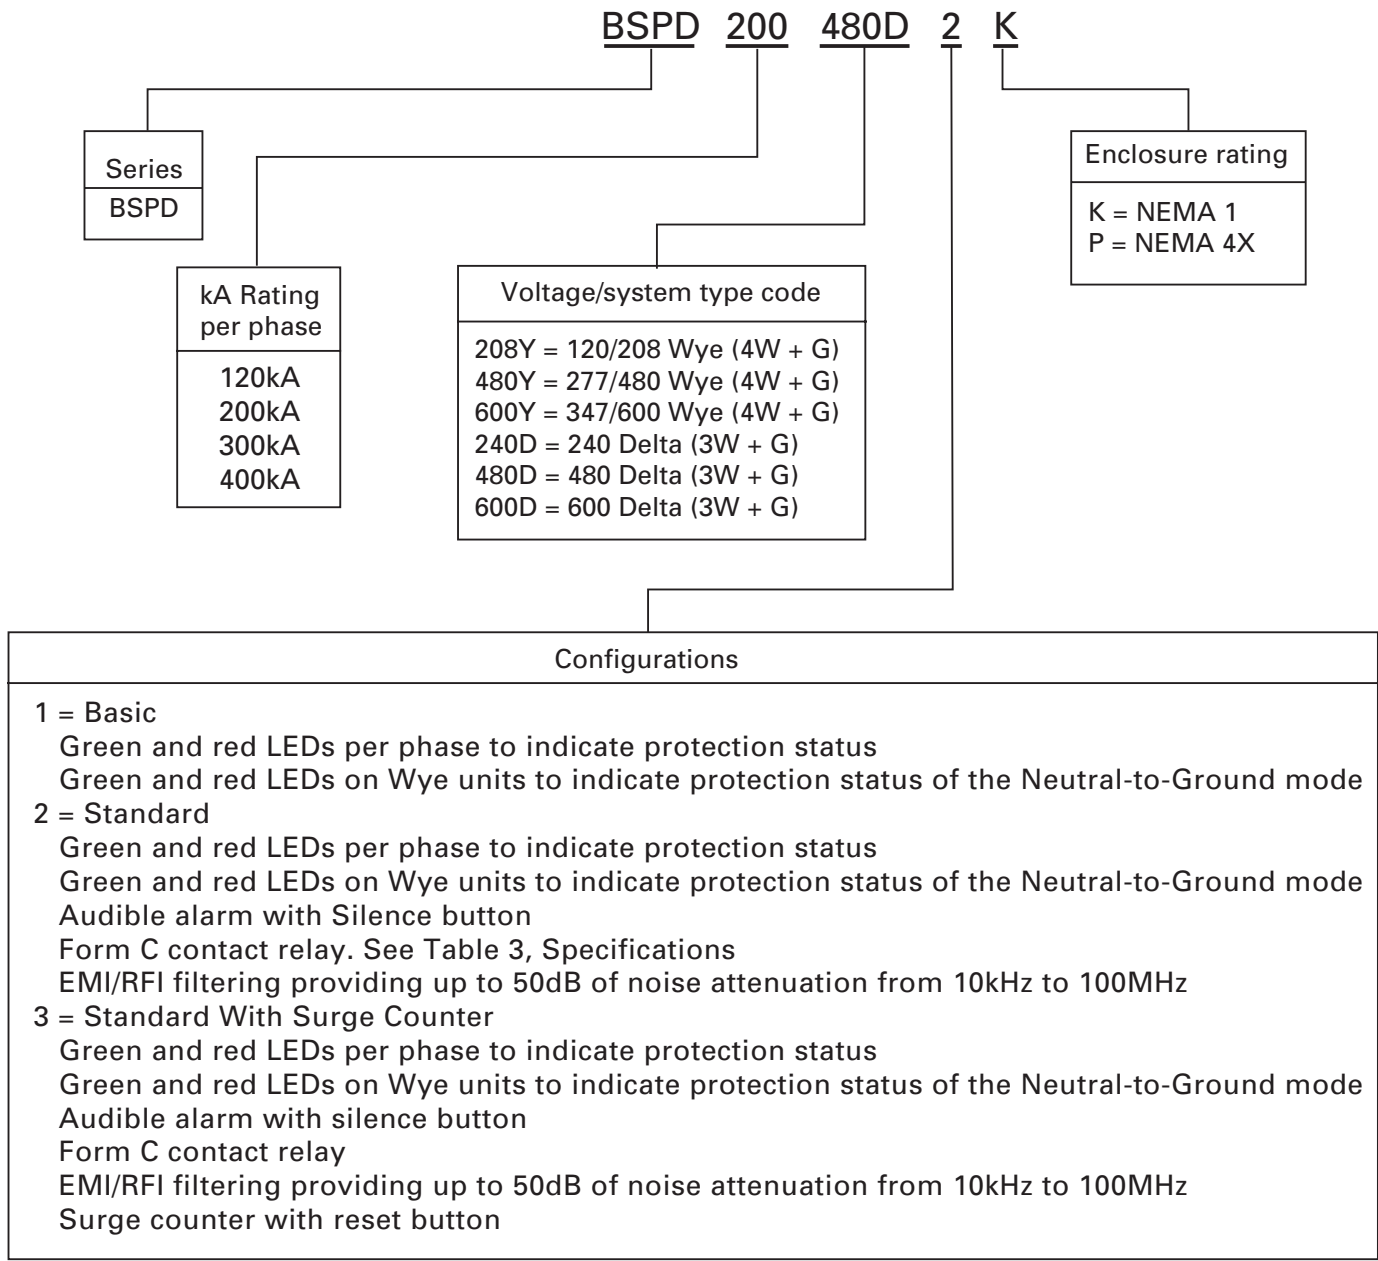 BSPD 200 480D 2 K
Series
BSPD
kA Rating
per phase
120kA
200kA
300kA
400kA
Voltage/system type code
208Y = 120/208 Wye (4W + G)
480Y = 277/480 Wye (4W + G)
600Y = 347/600 Wye (4W + G)
240D = 240 Delta (3W + G)
480D = 480 Delta (3W + G)
600D = 600 Delta (3W + G)
Enclosure rating
K = NEMA 1
P = NEMA 4X
Configurations
1 = Basic
Green and red LEDs per phase to indicate protection status
Green and red LEDs on Wye units to indicate protection status of the Neutral-to-Ground mode
2 = Standard
Green and red LEDs per phase to indicate protection status
Green and red LEDs on Wye units to indicate protection status of the Neutral-to-Ground mode
Audible alarm with Silence button
Form C contact relay. See Table 3, Specifications
EMI/RFI filtering providing up to 50dB of noise attenuation from 10kHz to 100MHz
3 = Standard With Surge Counter
Green and red LEDs per phase to indicate protection status
Green and red LEDs on Wye units to indicate protection status of the Neutral-to-Ground mode
Audible alarm with silence button
Form C contact relay
EMI/RFI filtering providing up to 50dB of noise attenuation from 10kHz to 100MHz
Surge counter with reset button